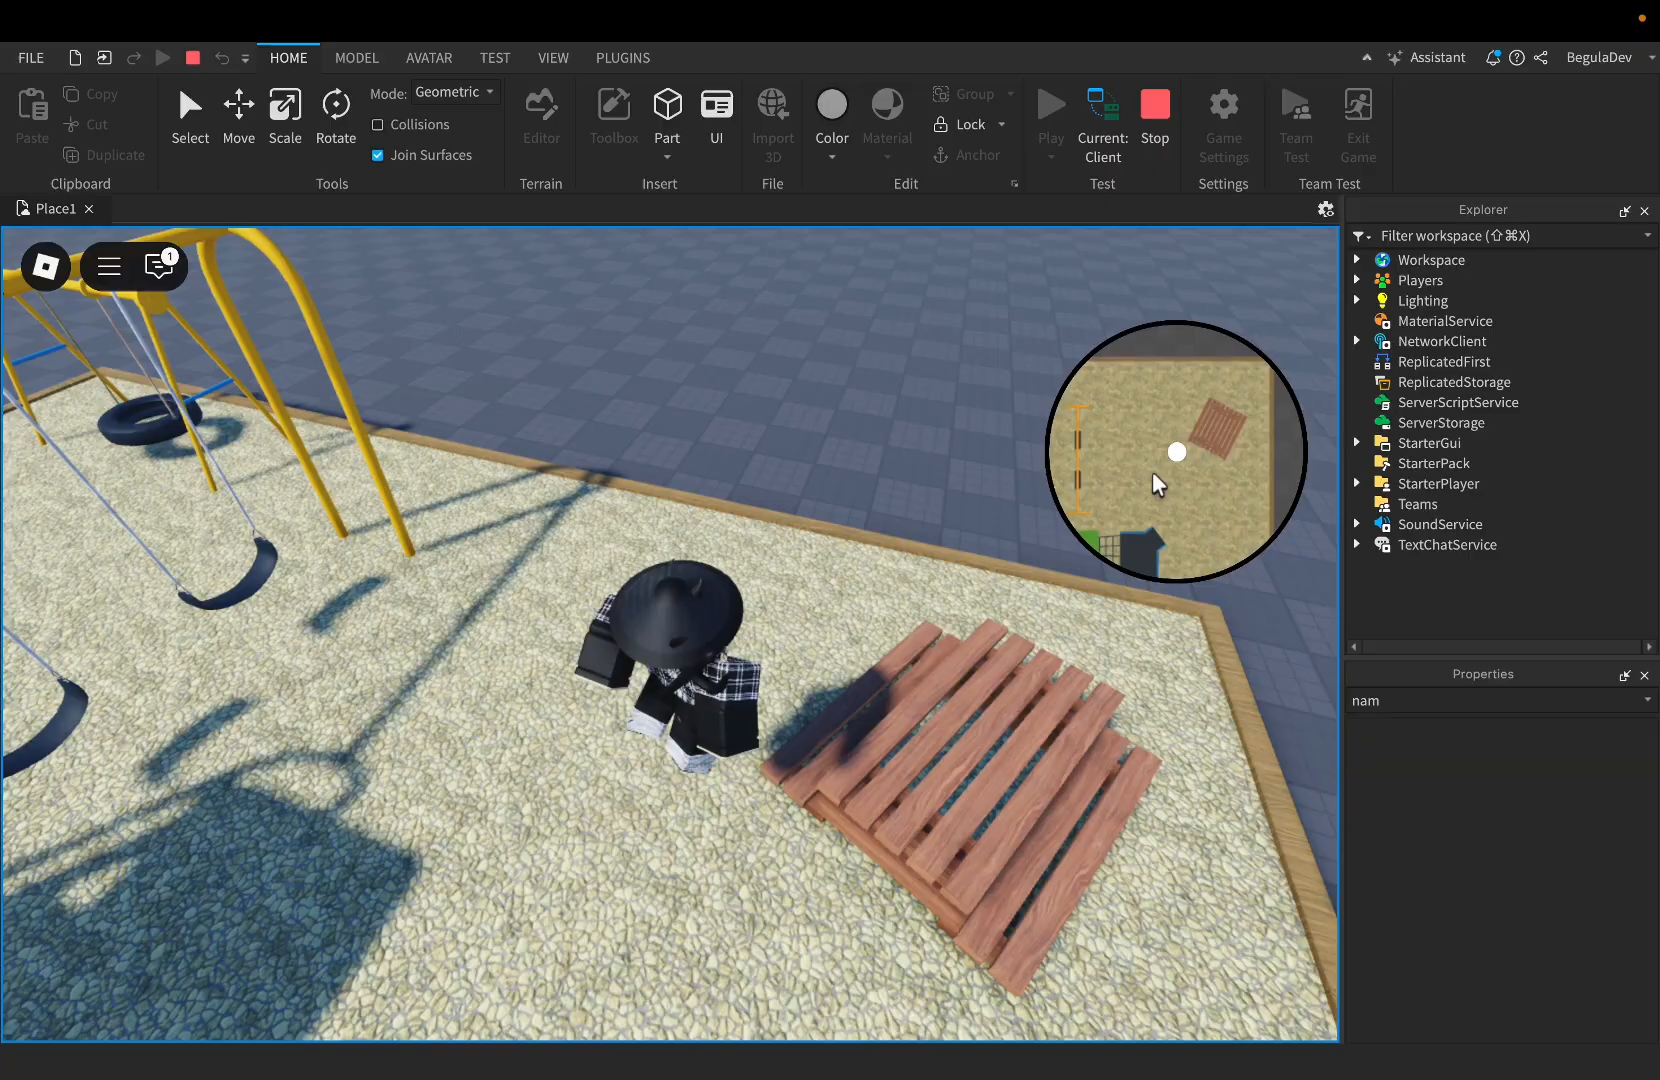 FILE HOME MODEL AVATAR TEST VIEW PLUGINS Assistant BegulaDev
Paste Copy Cut Duplicate
Clipboard
Select Move Scale Rotate Mode: Geometric
Collisions
Join Surfaces
Tools
Editor
Terrain
Toolbox Part UI
Insert
Import 3D
File
Color Material Group
Lock
Anchor
Edit
Play Current: Client Stop
Test
Game Settings
Settings
Team Test Exit Game
Team Test
Place1
1
Explorer
Filter workspace (⇧⌘X)
Workspace
Players
Lighting
MaterialService
NetworkClient
ReplicatedFirst
ReplicatedStorage
ServerScriptService
ServerStorage
StarterGui
StarterPack
StarterPlayer
Teams
SoundService
TextChatService
Properties
nam